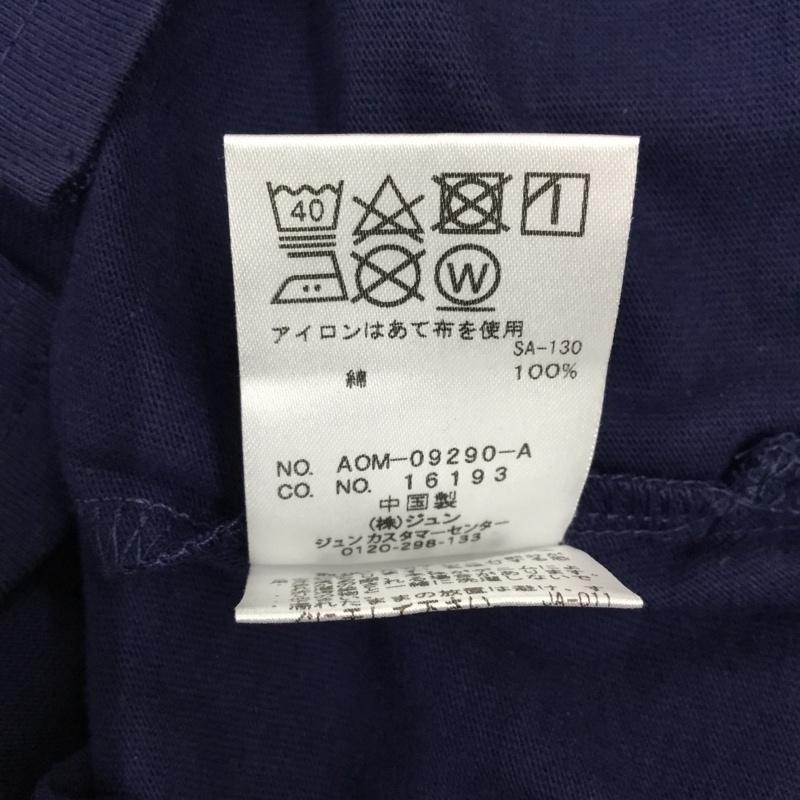 40
W
アイロンはあて布を使用
SA-130
綿 100%
NO. AOM-09290-A
CO. NO. 16193
中国製
(株)ジュン
ジュン カスタマーセンター
0120-298-133
JA-011